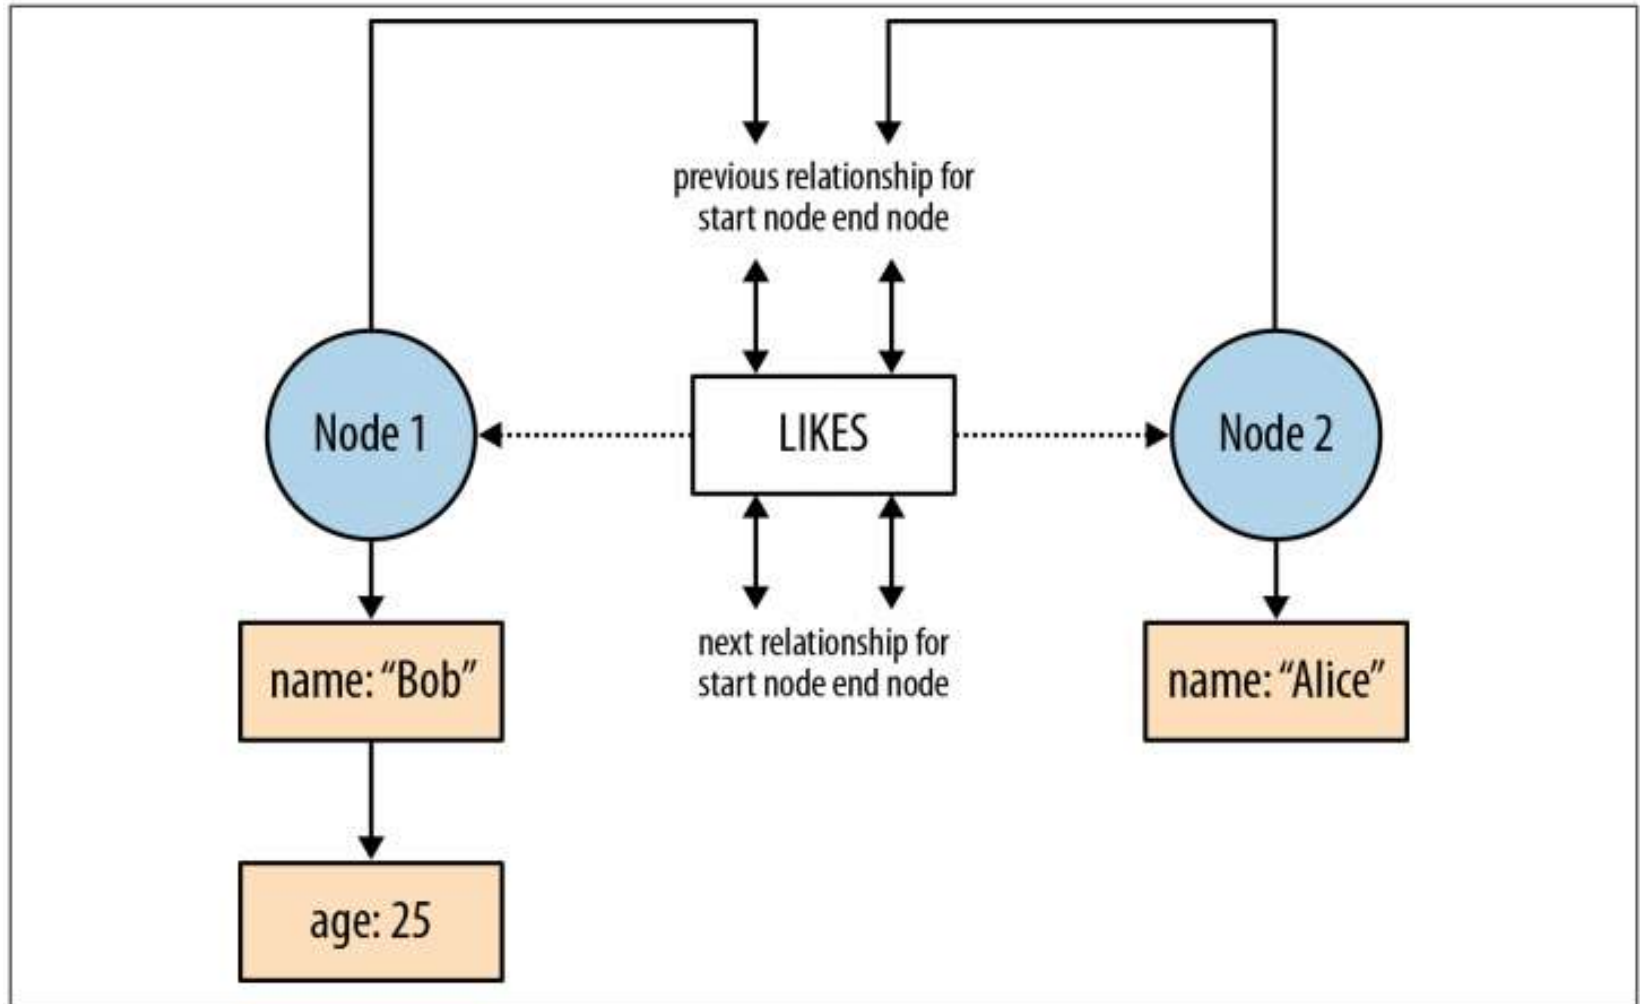 previous relationship for
start node end node
Node 1
LIKES
Node 2
next relationship for
start node end node
name: “Bob”
name: “Alice”
age: 25